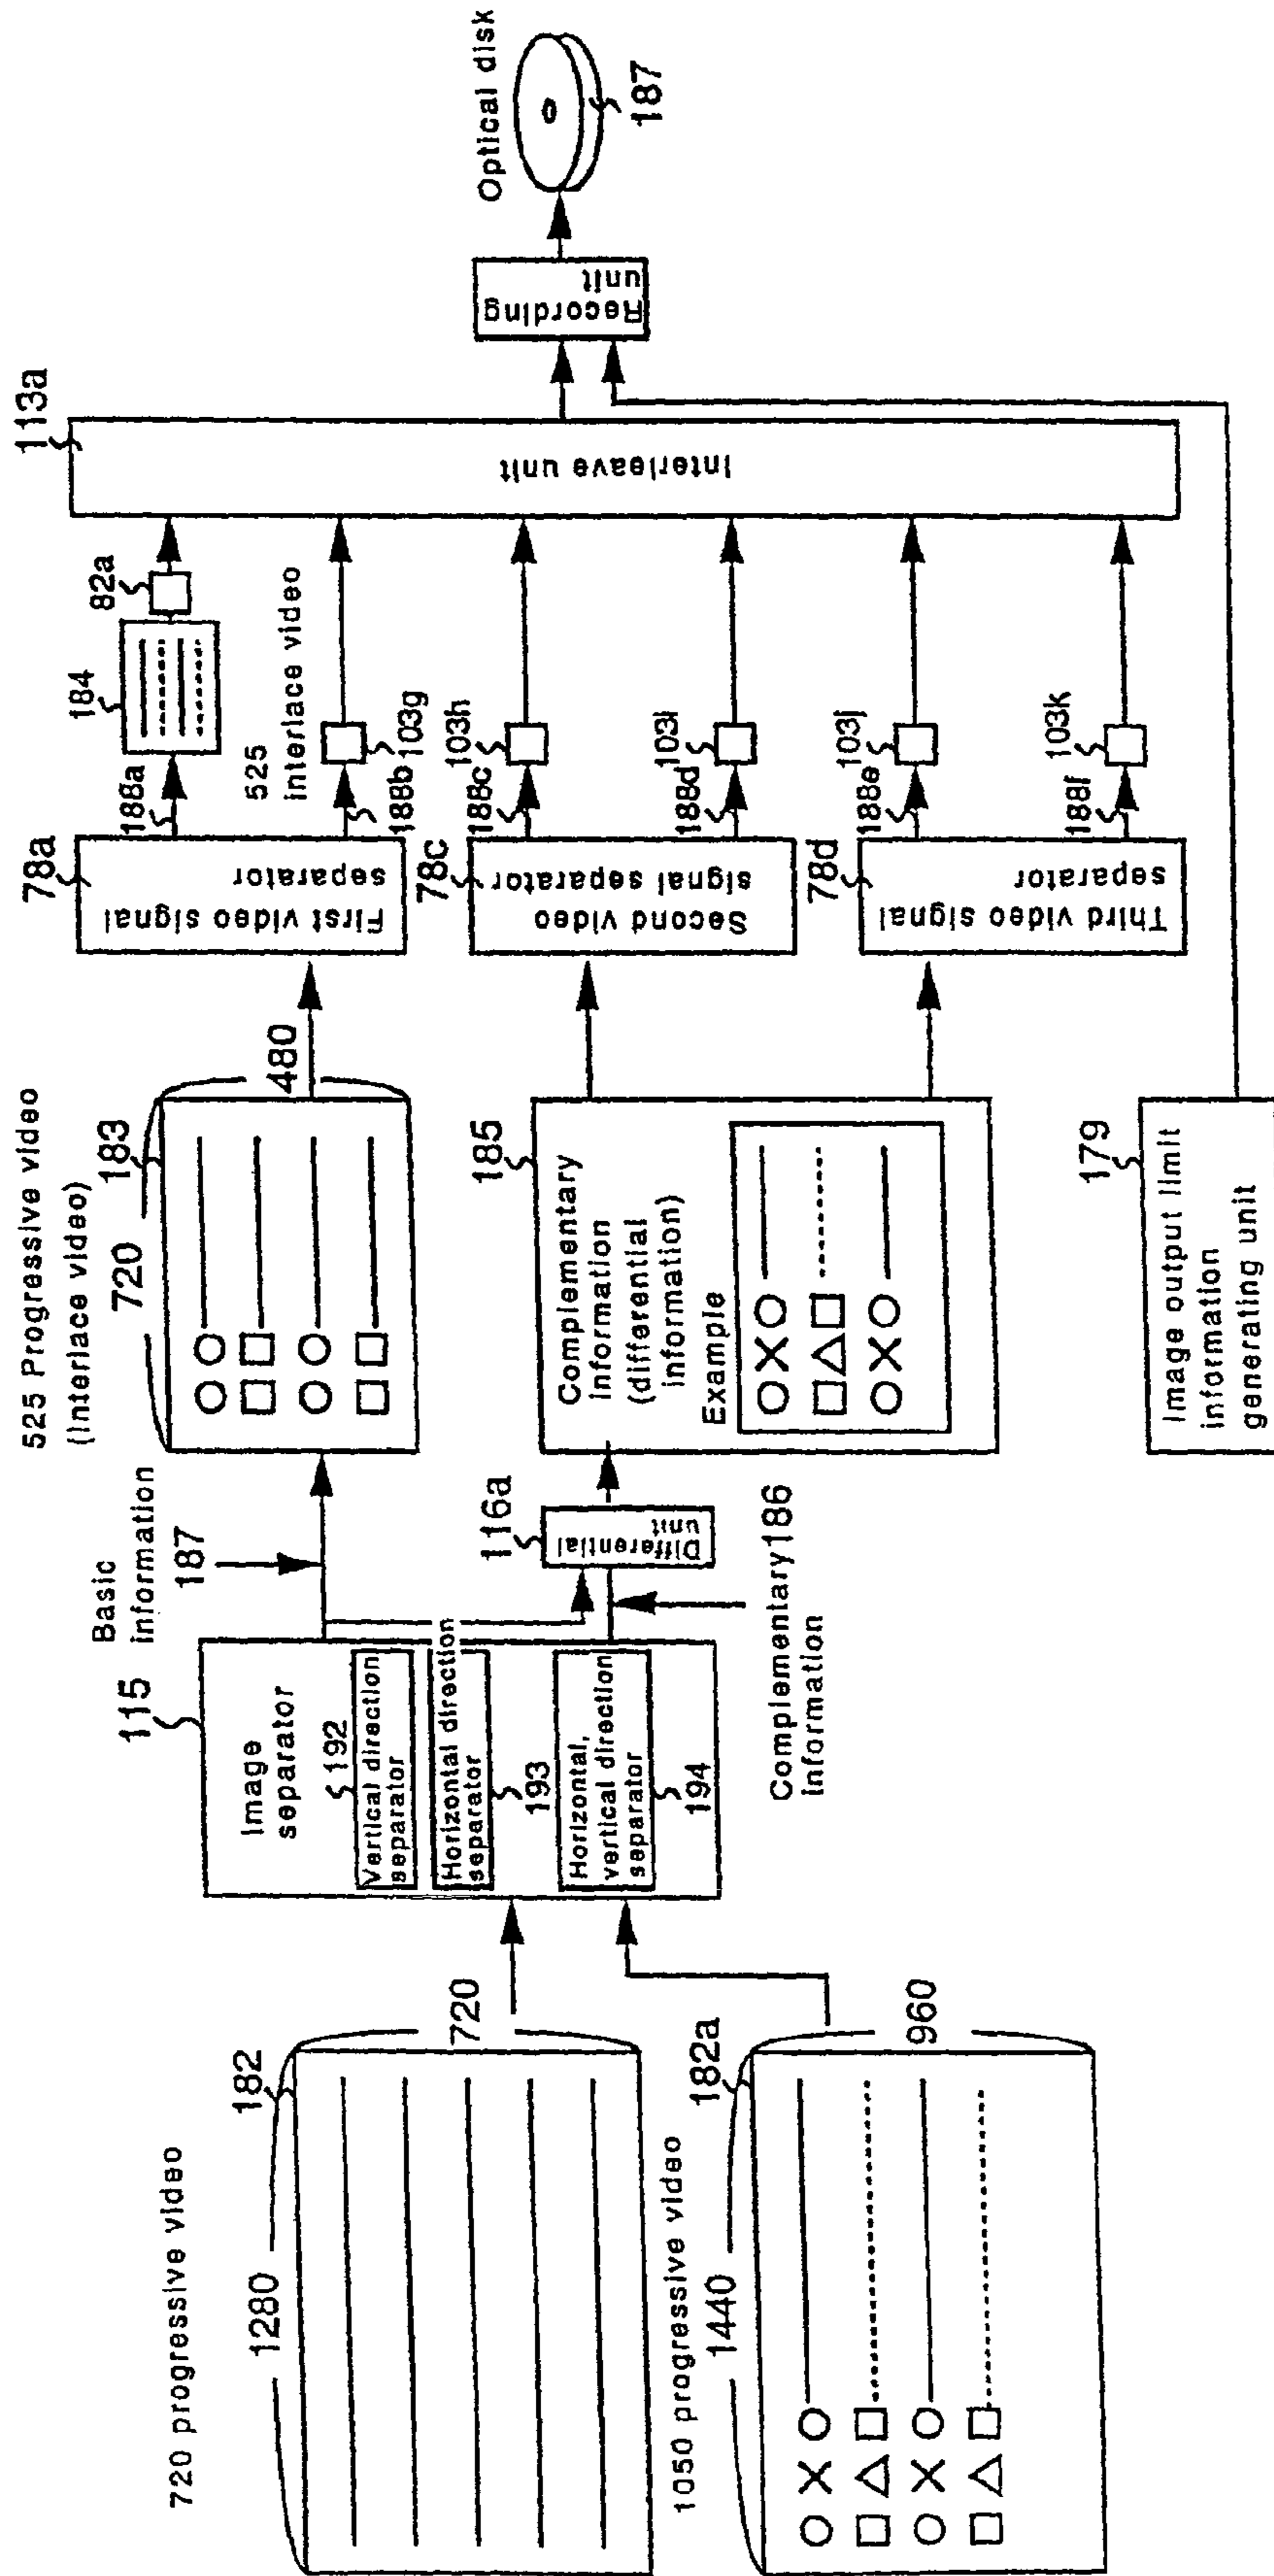 720 progressive video
1280
182
720
1050 progressive video
1440
182a
960
115
Image
separator
192
Vertical direction
separator
Horizontal direction
separator
193
Horizontal,
vertical direction
separator
194
Basic
information
187
116a
Differential
unit
Complementary186
information
525 Progressive video
(Interlace video)
720
183
480
185
Complementary
information
(differential
information)
Example
179
Image output limit
information
generating unit
78a
First video signal
separator
78c
Second video
signal separator
78d
Third video signal
separator
188a
184
82a
525
interlace video
188b
103g
188c
103h
188d
103i
188e
103j
188f
103k
113a
Interleave unit
Recording
unit
Optical disk
187